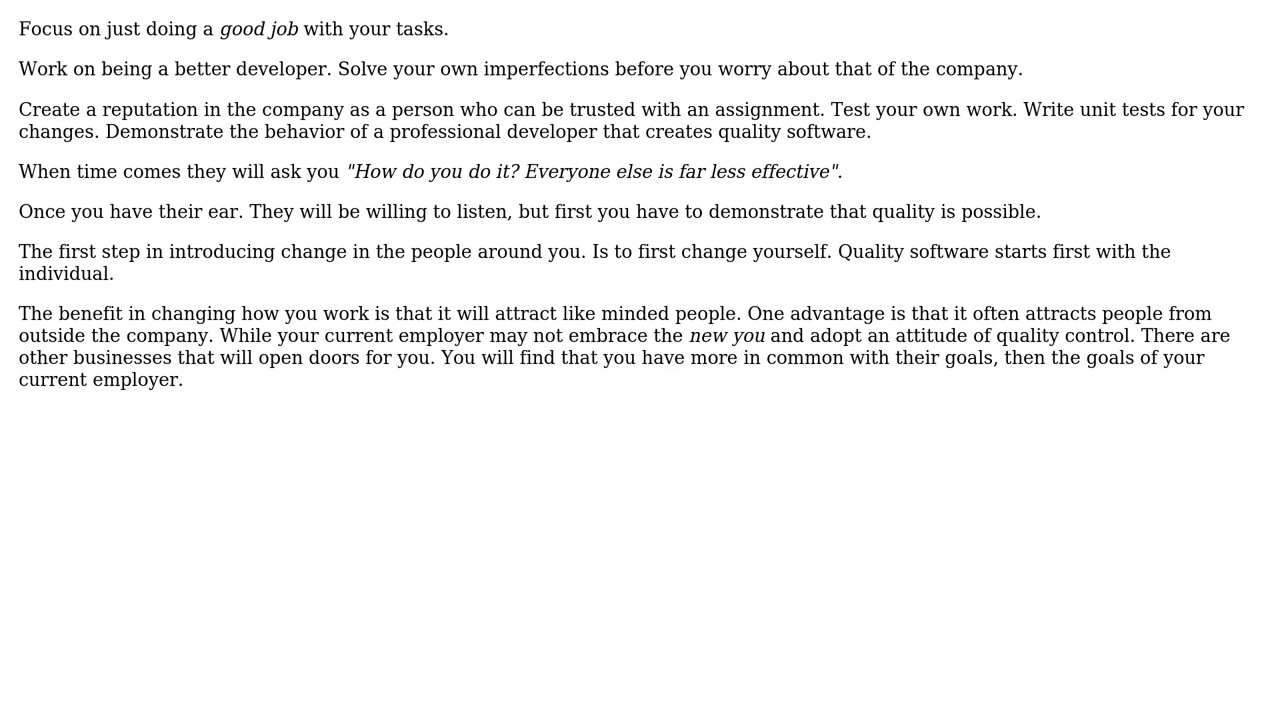 Focus on just doing a good job with your tasks.
Work on being a better developer. Solve your own imperfections before you worry about that of the company.
Create a reputation in the company as a person who can be trusted with an assignment. Test your own work. Write unit tests for your
changes. Demonstrate the behavior of a professional developer that creates quality software.
When time comes they will ask you "How do you do it? Everyone else is far less effective".
Once you have their ear. They will be willing to listen, but first you have to demonstrate that quality is possible.
The first step in introducing change in the people around you. Is to first change yourself. Quality software starts first with the
individual.
The benefit in changing how you work is that it will attract like minded people. One advantage is that it often attracts people from
outside the company. While your current employer may not embrace the new you and adopt an attitude of quality control. There are
other businesses that will open doors for you. You will find that you have more in common with their goals, then the goals of your
current employer.